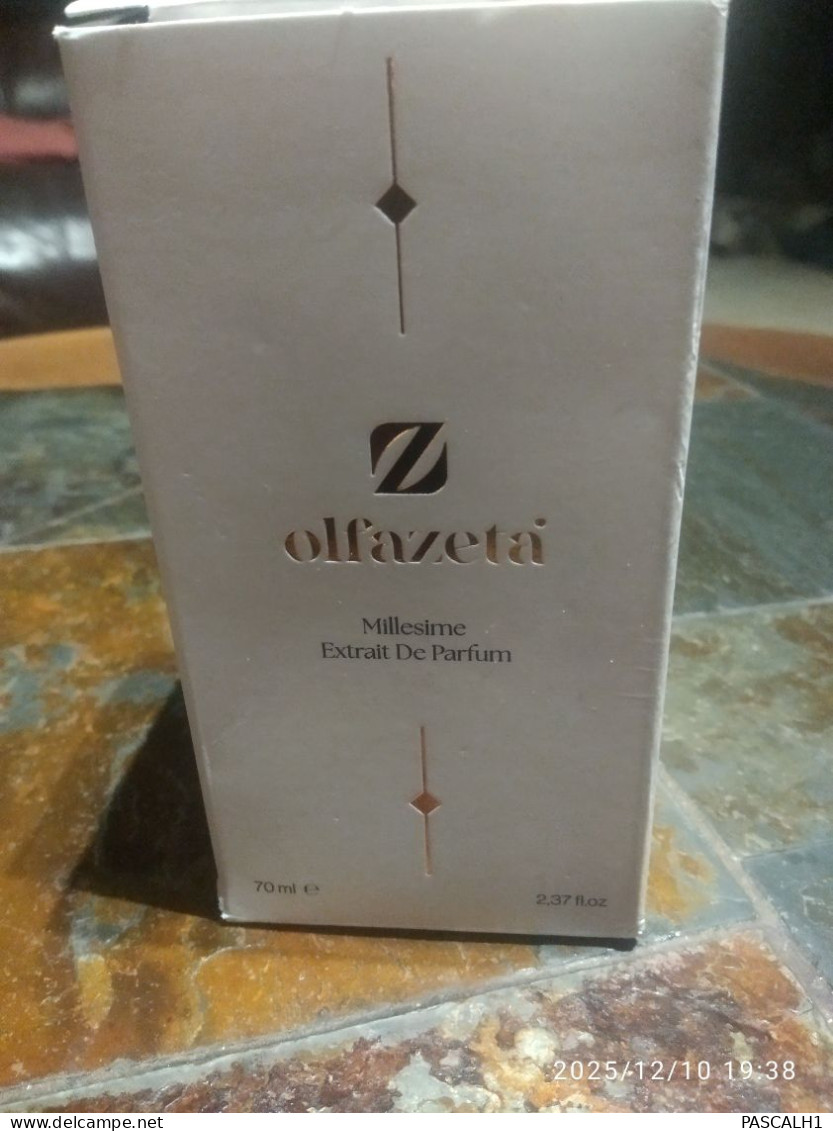 Z
olfazeta
Millesime
Extrait De Parfum
70 ml ℮
2,37 fl.oz
2025/12/10 19:38
www.delcampe.net
PASCALH1